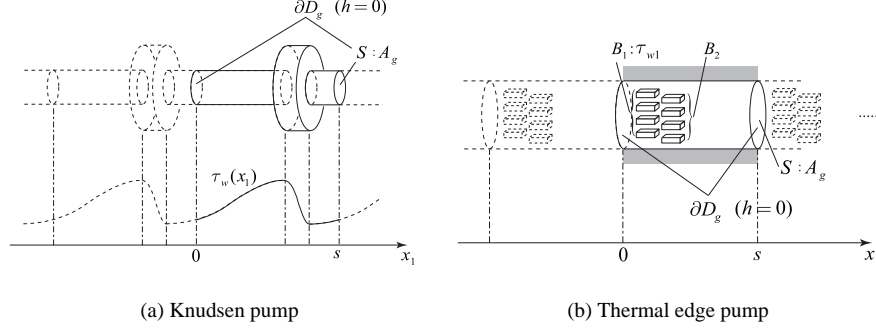 ∂D_g (h=0)
S : A_g
τ_w(x_1)
0
s
x_1
(a) Knudsen pump
B_1 : τ_w1
B_2
.....
S : A_g
∂D_g (h=0)
0
s
x
(b) Thermal edge pump